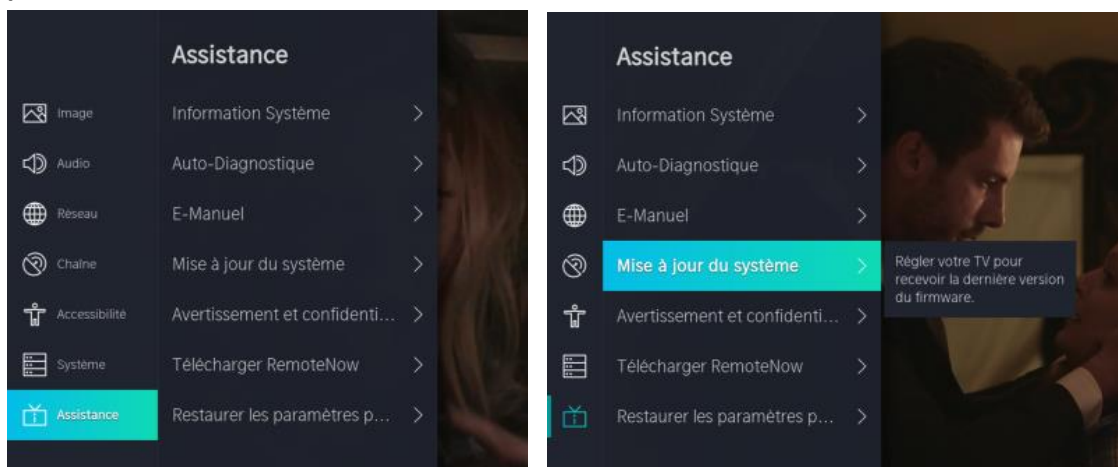 Assistance
Image
Information Système
Audio
Auto-Diagnostique
Réseau
E-Manuel
Chaîne
Mise à jour du système
Accessibilité
Avertissement et confidenti...
Système
Télécharger RemoteNow
Assistance
Restaurer les paramètres p...
Assistance
Information Système
Auto-Diagnostique
E-Manuel
Mise à jour du système
Régler votre TV pour
recevoir la dernière version
du firmware.
Avertissement et confidenti...
Télécharger RemoteNow
Restaurer les paramètres p...